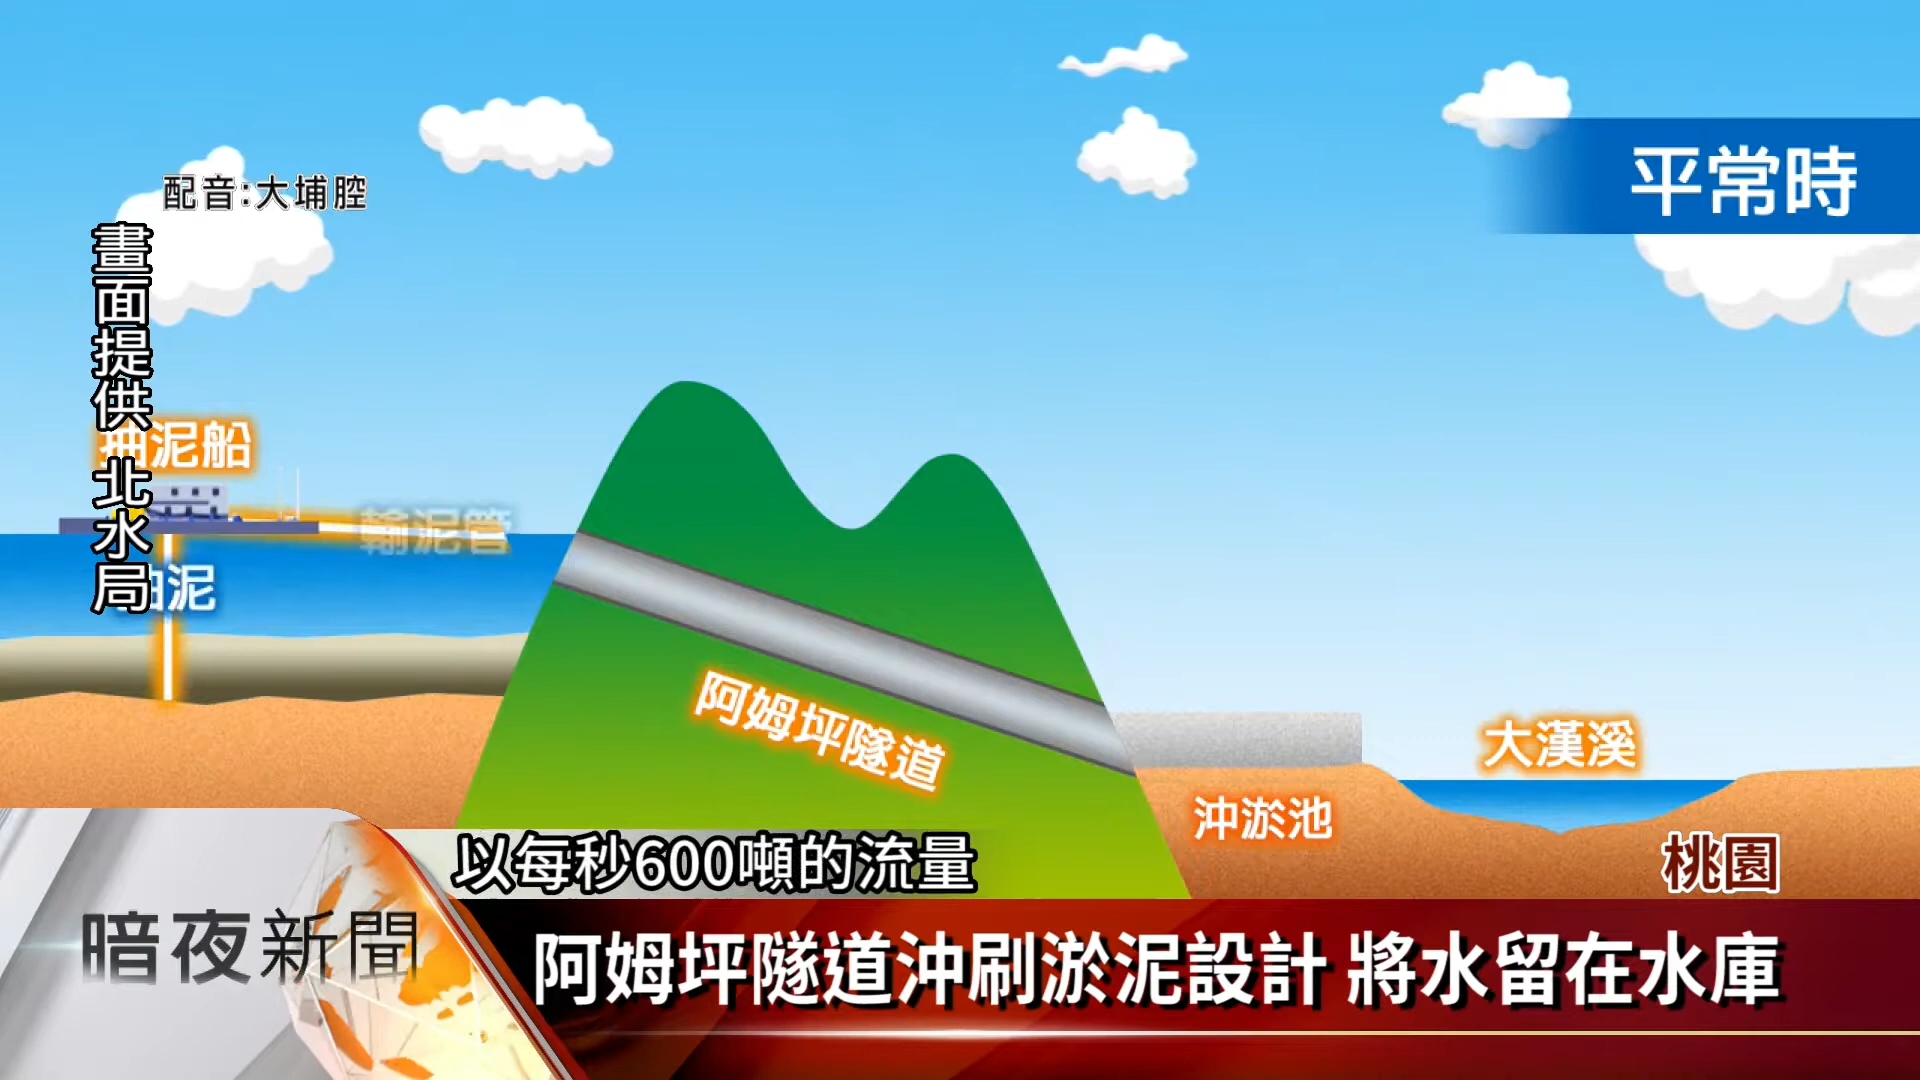 平常時
配音:大埔腔
畫面提供 北水局
抽泥船
輸泥管
抽泥
阿姆坪隧道
大漢溪
沖淤池
以每秒600噸的流量
桃園
暗夜新聞
阿姆坪隧道沖刷淤泥設計 將水留在水庫